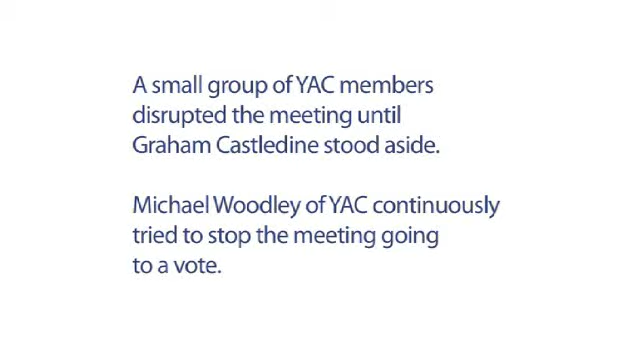 A small group of YAC members
disrupted the meeting until
Graham Castledine stood aside.
Michael Woodley of YAC continuously
tried to stop the meeting going
to a vote.